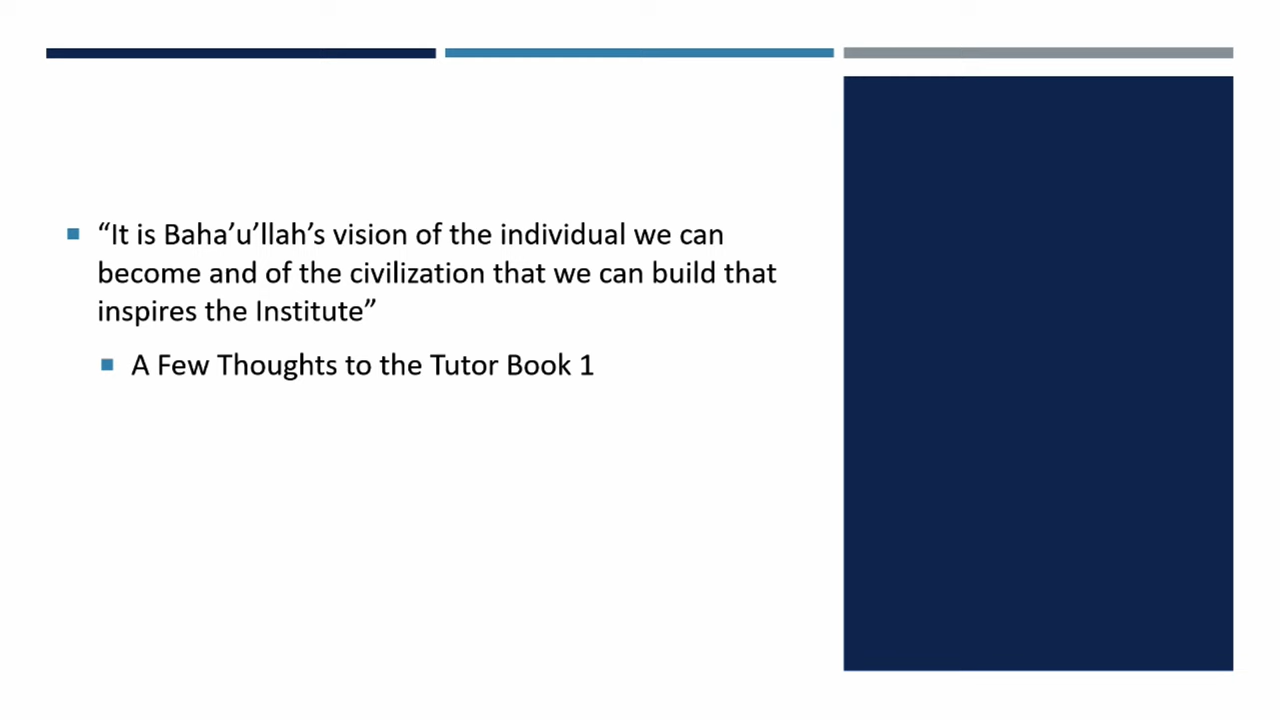 “It is Baha’u’llah’s vision of the individual we can
become and of the civilization that we can build that
inspires the Institute”
A Few Thoughts to the Tutor Book 1